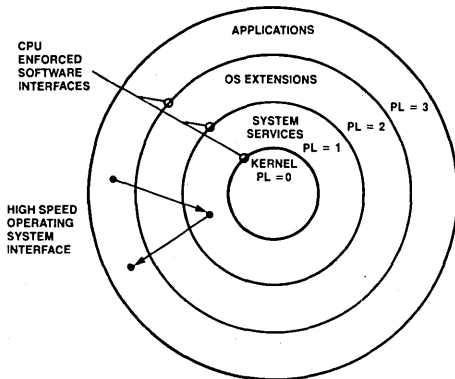 APPLICATIONS
CPU
ENFORCED
SOFTWARE
INTERFACES
OS EXTENSIONS
PL = 3
SYSTEM
SERVICES
PL = 2
PL = 1
KERNEL
PL = 0
HIGH SPEED
OPERATING
SYSTEM
INTERFACE